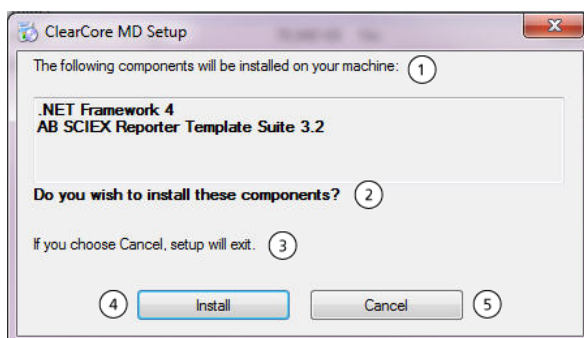 ClearCore MD Setup
The following components will be installed on your machine: 1
.NET Framework 4
AB SCIEX Reporter Template Suite 3.2
Do you wish to install these components? 2
If you choose Cancel, setup will exit. 3
4 Install Cancel 5